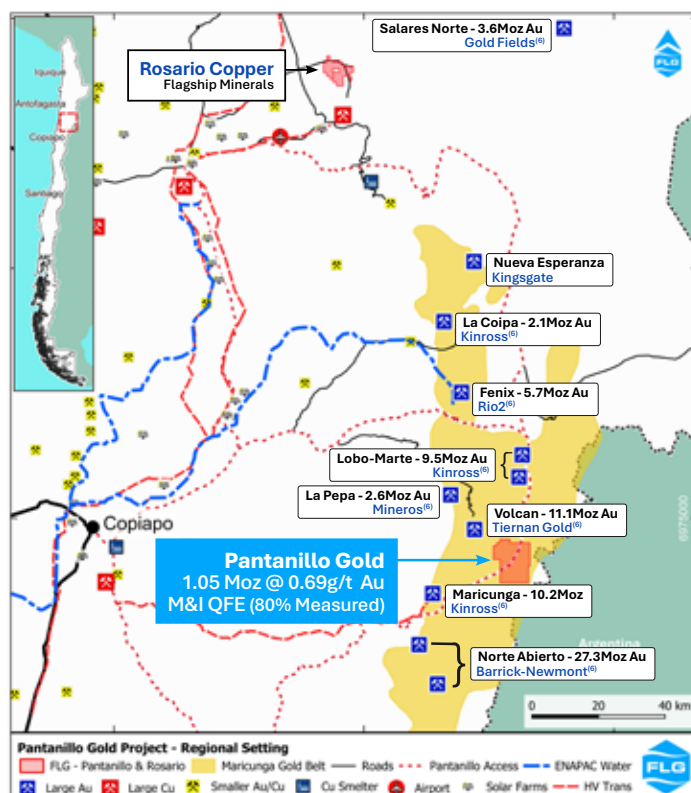 Salares Norte - 3.6Moz Au
Gold Fields(6)
FLG
Rosario Copper
Flagship Minerals
Iquique
Antofagasta
Copiapo
Santiago
Nueva Esperanza
Kingsgate
La Coipa - 2.1Moz Au
Kinross(6)
Fenix - 5.7Moz Au
Rio2(6)
Lobo-Marte - 9.5Moz Au
Kinross(6)
La Pepa - 2.6Moz Au
Mineros(6)
Volcan - 11.1Moz Au
Tiernan Gold(6)
6975000
Copiapo
Pantanillo Gold
1.05 Moz @ 0.69g/t Au
M&I QFE (80% Measured)
Maricunga - 10.2Moz
Kinross(6)
Argentina
Norte Abierto - 27.3Moz Au
Barrick-Newmont(6)
0 20 40 km
Pantanillo Gold Project - Regional Setting
FLG - Pantanillo & Rosario Maricunga Gold Belt Roads Pantanillo Access ENAPAC Water
Large Au Large Cu Smaller Au/Cu Cu Smelter Airport Solar Farms HV Trans
FLG